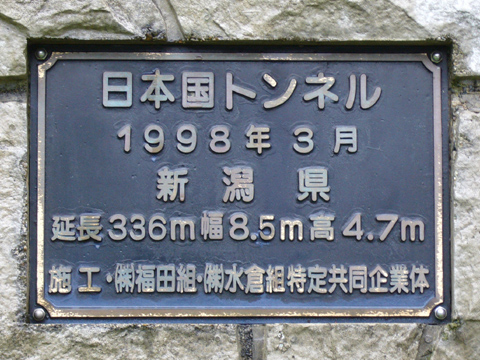 日本国トンネル
1998年3月
新潟県
延長336m幅8.5m高4.7m
施工・㈱福田組・㈱水倉組特定共同企業体